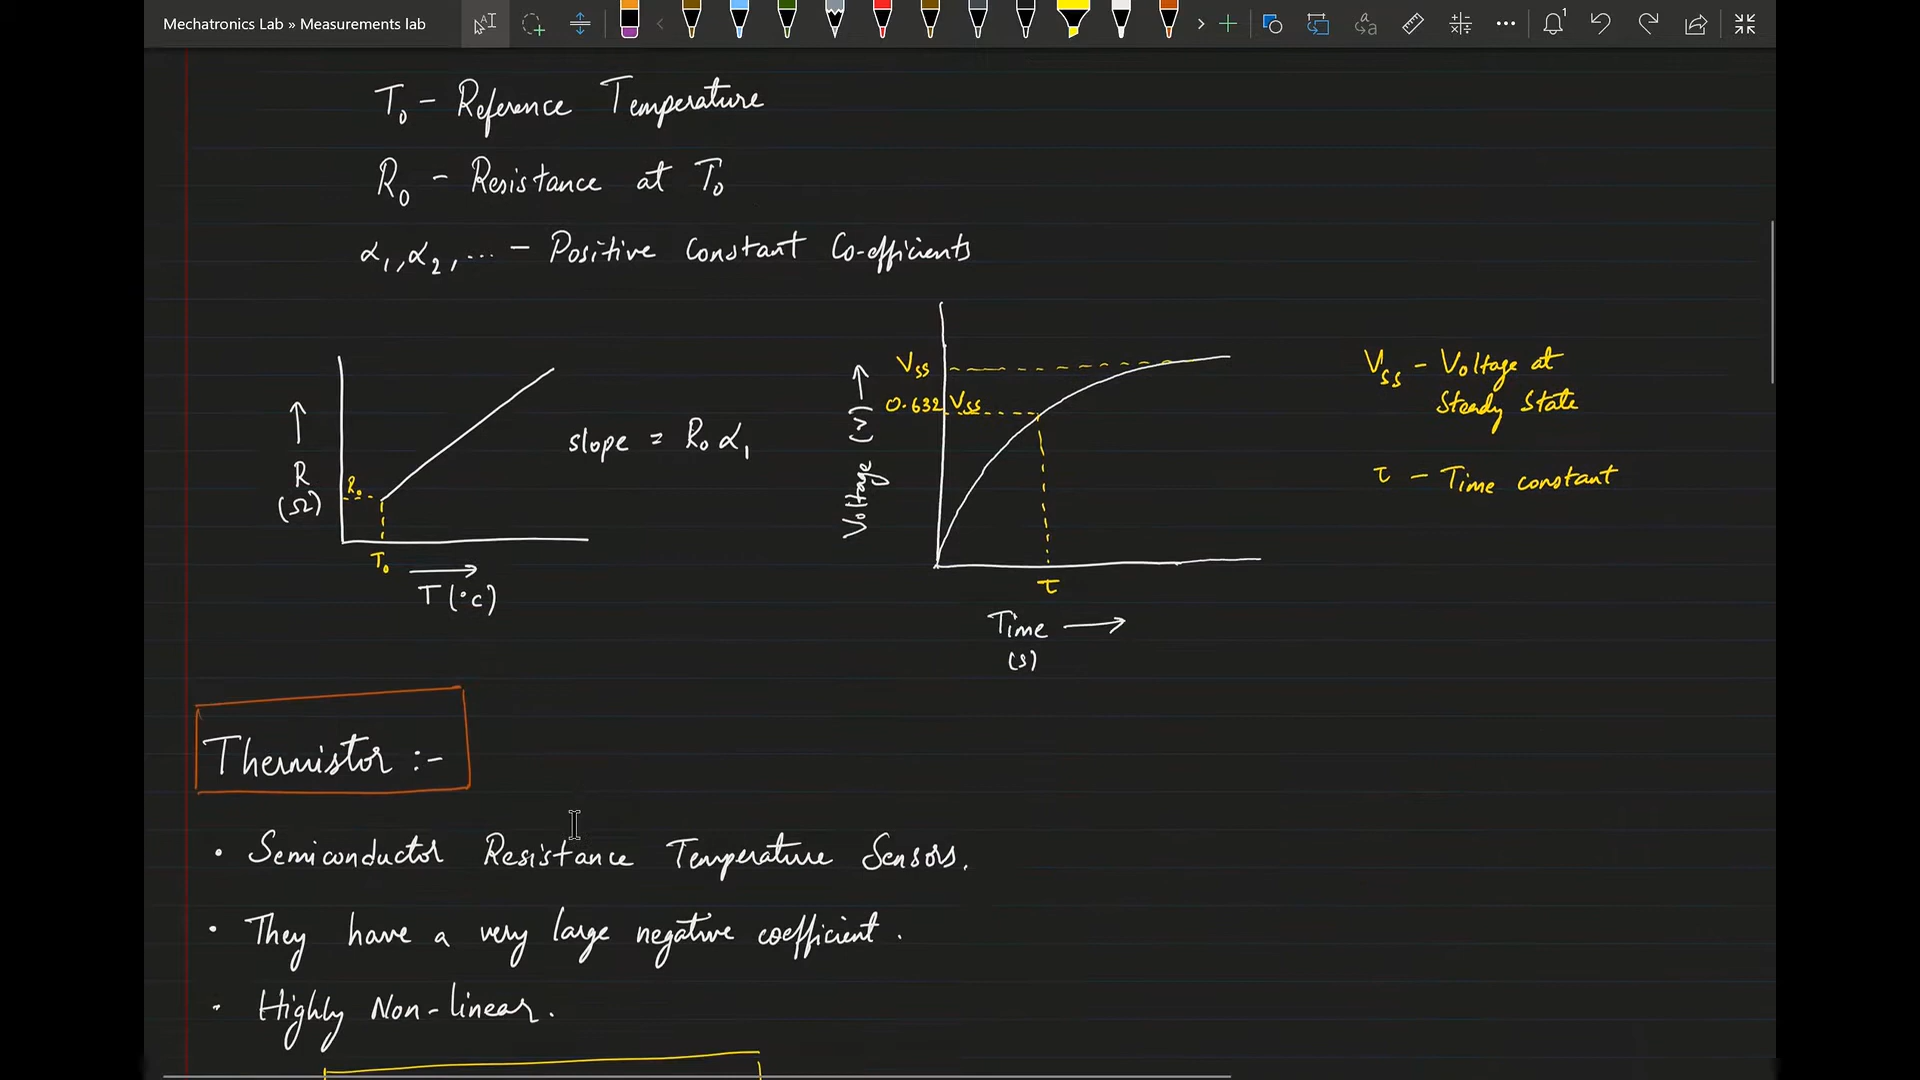 Mechatronics Lab » Measurements lab
T₀ - Reference Temperature
R₀ - Resistance at T₀
α₁, α₂, ... - Positive Constant Co-efficients
R
(Ω)
R₀
T₀
T (°c)
slope = R₀ α₁
Voltage (V)
Vss
0.632 Vss
τ
Time
(s)
Vss - Voltage at
Steady State
τ - Time constant
Thermistor :-
• Semiconductor Resistance Temperature Sensors.
• They have a very large negative coefficient.
• Highly Non-linear.